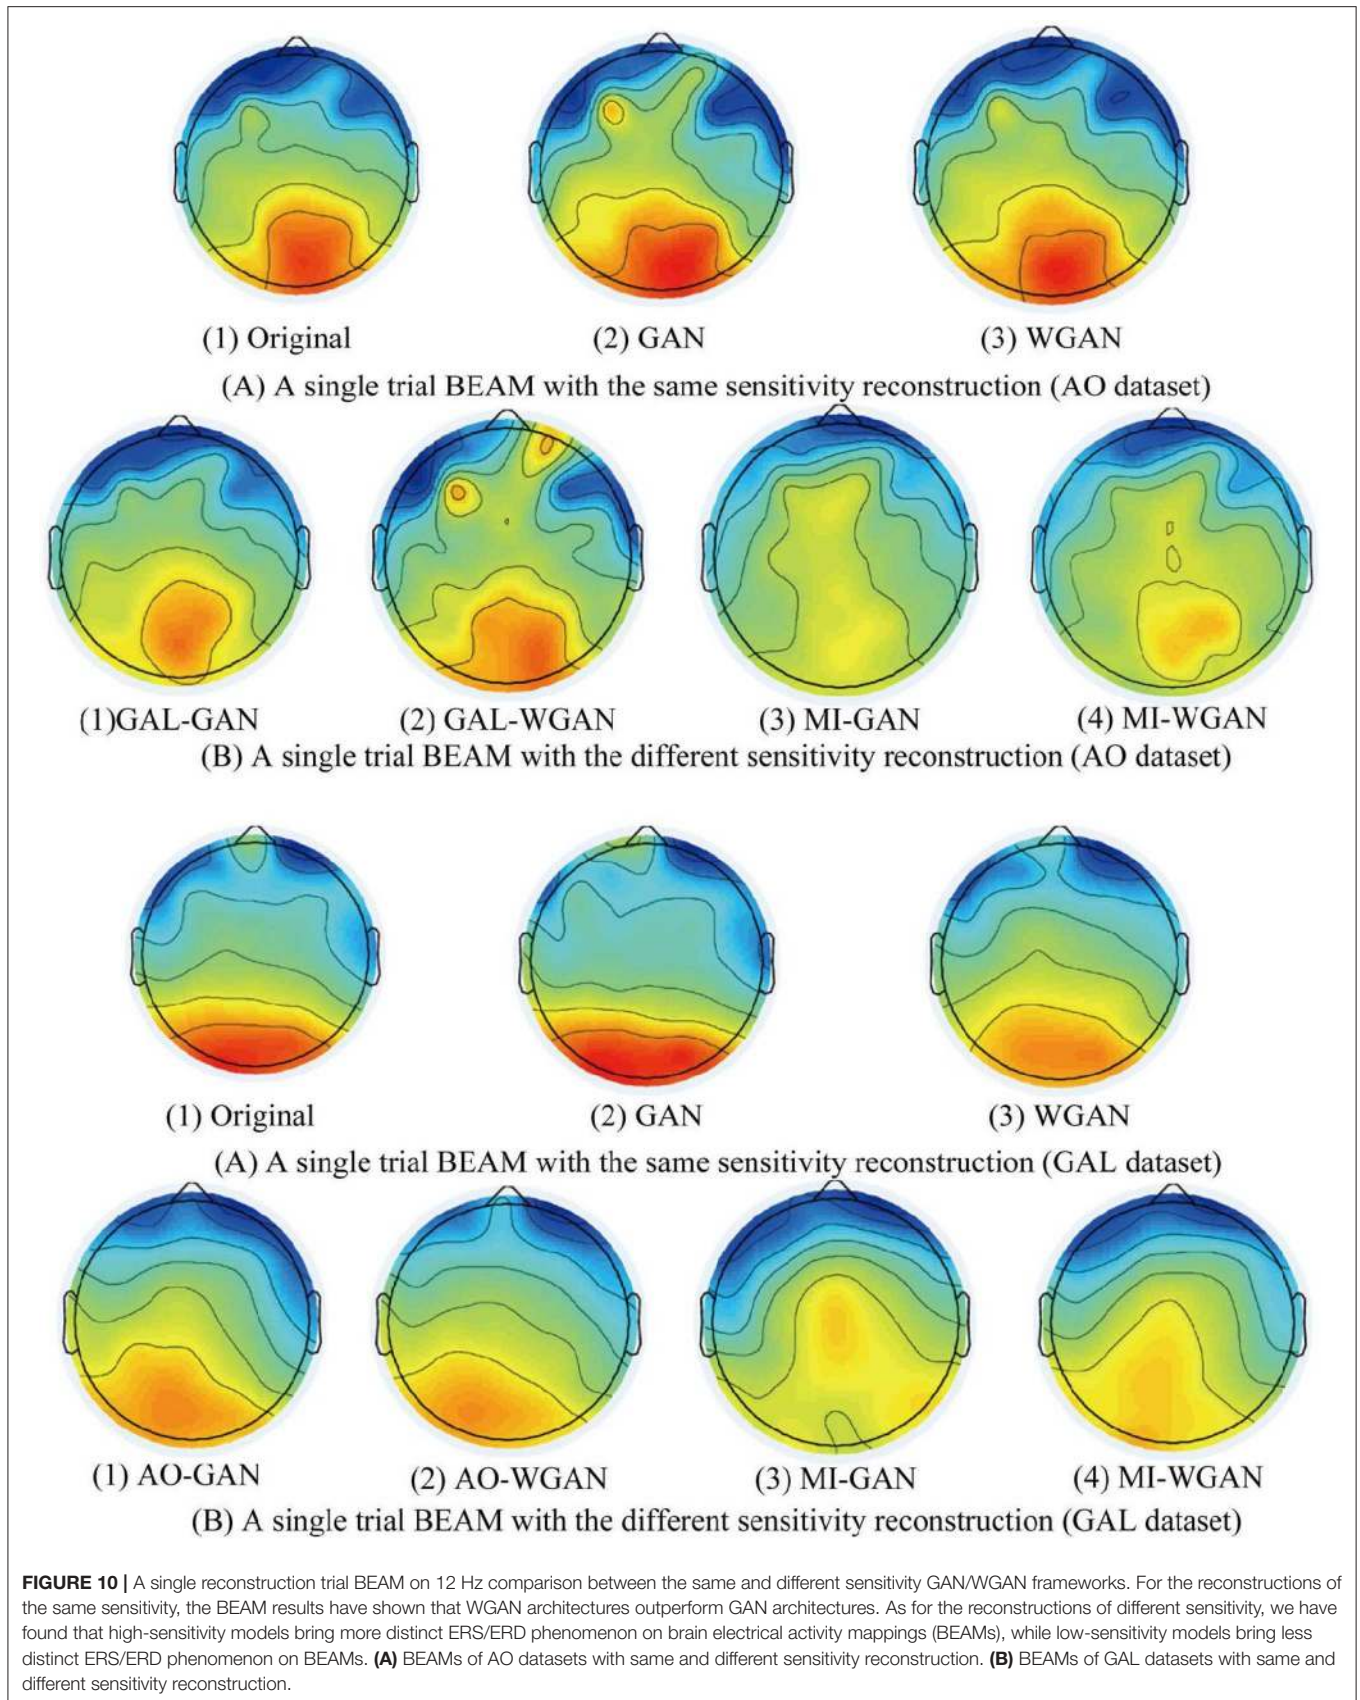 (1) Original
(2) GAN
(3) WGAN
(A) A single trial BEAM with the same sensitivity reconstruction (AO dataset)
(1)GAL-GAN
(2) GAL-WGAN
(3) MI-GAN
(4) MI-WGAN
(B) A single trial BEAM with the different sensitivity reconstruction (AO dataset)
(1) Original
(2) GAN
(3) WGAN
(A) A single trial BEAM with the same sensitivity reconstruction (GAL dataset)
(1) AO-GAN
(2) AO-WGAN
(3) MI-GAN
(4) MI-WGAN
(B) A single trial BEAM with the different sensitivity reconstruction (GAL dataset)
FIGURE 10 | A single reconstruction trial BEAM on 12 Hz comparison between the same and different sensitivity GAN/WGAN frameworks. For the reconstructions of
the same sensitivity, the BEAM results have shown that WGAN architectures outperform GAN architectures. As for the reconstructions of different sensitivity, we have
found that high-sensitivity models bring more distinct ERS/ERD phenomenon on brain electrical activity mappings (BEAMs), while low-sensitivity models bring less
distinct ERS/ERD phenomenon on BEAMs. (A) BEAMs of AO datasets with same and different sensitivity reconstruction. (B) BEAMs of GAL datasets with same and
different sensitivity reconstruction.